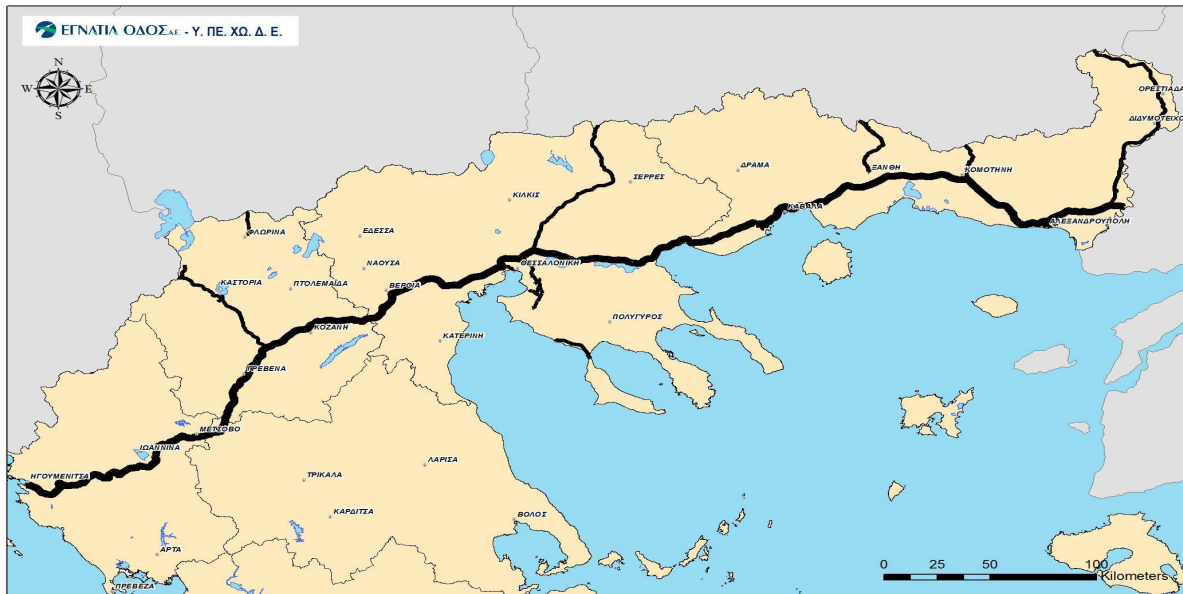 ΕΓΝΑΤΙΑ ΟΔΟΣ Α.Ε. - Υ. ΠΕ. ΧΩ. Δ. Ε.
N
W E
S
ΟΡΕΣΤΙΑΔΑ
ΔΙΔΥΜΟΤΕΙΧΟ
ΔΡΑΜΑ
ΞΑΝΘΗ
ΚΟΜΟΤΗΝΗ
ΣΕΡΡΕΣ
ΚΙΛΚΙΣ
ΚΑΒΑΛΑ
ΑΛΕΞΑΝΔΡΟΥΠΟΛΗ
ΦΛΩΡΙΝΑ
ΕΔΕΣΣΑ
ΘΕΣΣΑΛΟΝΙΚΗ
ΝΑΟΥΣΑ
ΚΑΣΤΟΡΙΑ
ΠΤΟΛΕΜΑΪΔΑ
ΒΕΡΟΙΑ
ΠΟΛΥΓΥΡΟΣ
ΚΟΖΑΝΗ
ΚΑΤΕΡΙΝΗ
ΓΡΕΒΕΝΑ
ΜΕΤΣΟΒΟ
ΙΩΑΝΝΙΝΑ
ΗΓΟΥΜΕΝΙΤΣΑ
ΛΑΡΙΣΑ
ΤΡΙΚΑΛΑ
ΚΑΡΔΙΤΣΑ
ΒΟΛΟΣ
ΑΡΤΑ
ΠΡΕΒΕΖΑ
0 25 50 100
Kilometers